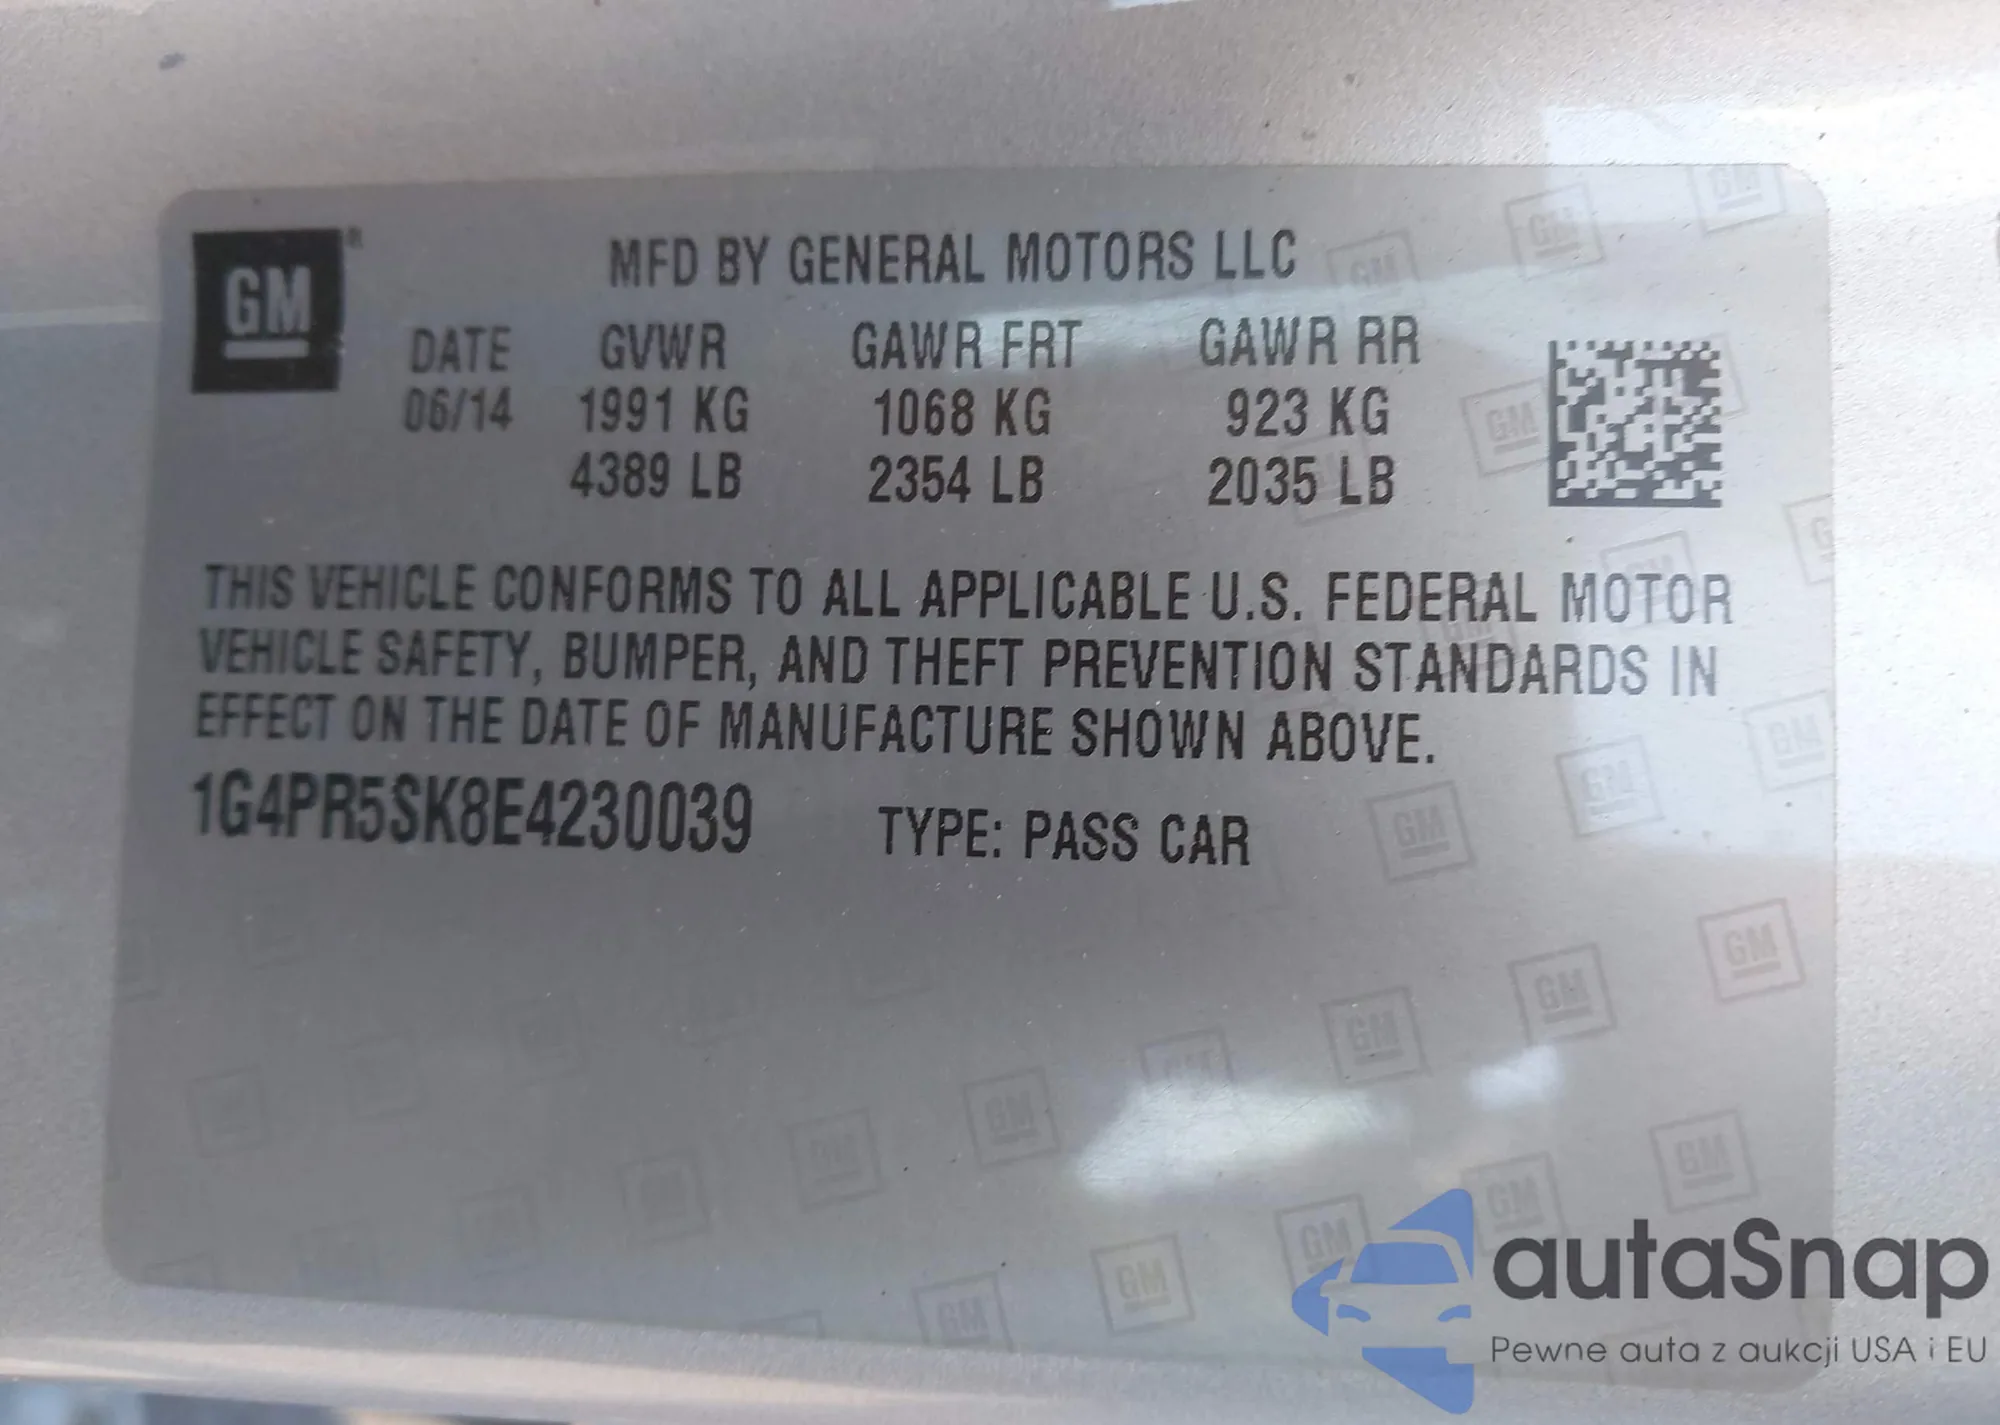 GM ®
MFD BY GENERAL MOTORS LLC
DATE GVWR GAWR FRT GAWR RR
06/14 1991 KG 1068 KG 923 KG
4389 LB 2354 LB 2035 LB
THIS VEHICLE CONFORMS TO ALL APPLICABLE U.S. FEDERAL MOTOR
VEHICLE SAFETY, BUMPER, AND THEFT PREVENTION STANDARDS IN
EFFECT ON THE DATE OF MANUFACTURE SHOWN ABOVE.
1G4PR5SK8E4230039 TYPE: PASS CAR
autaSnap
Pewne auta z aukcji USA i EU